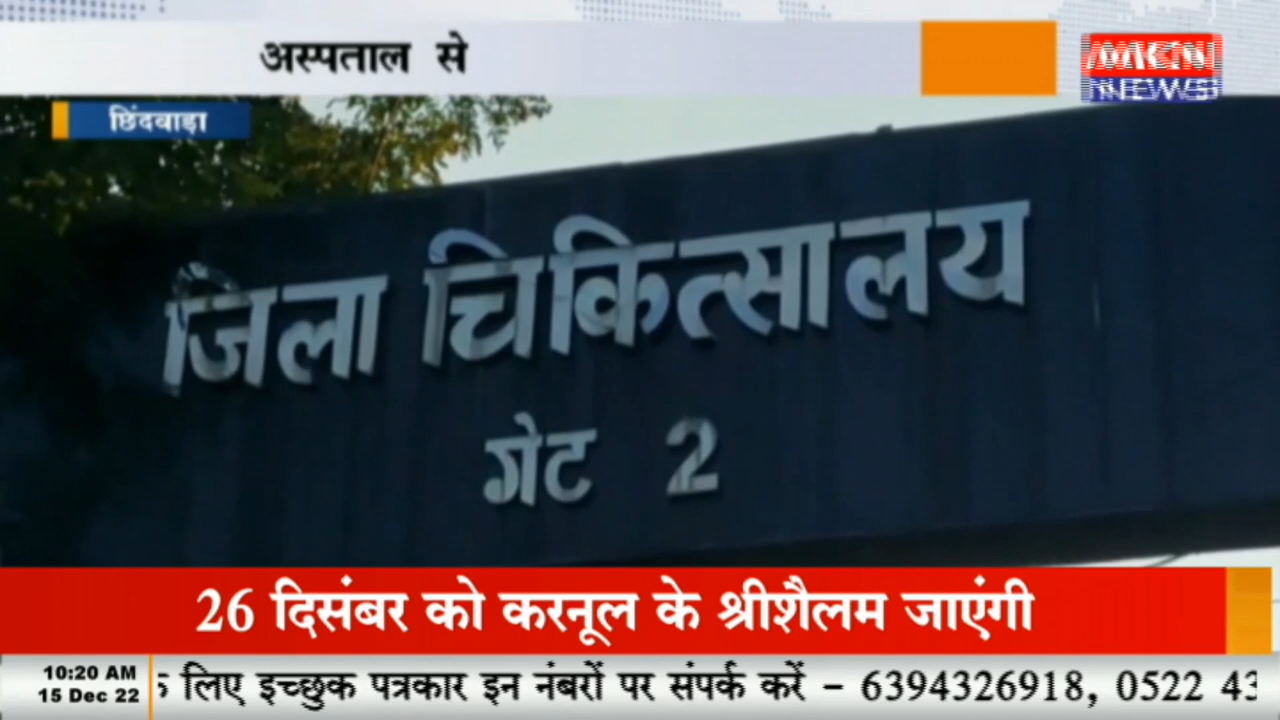 अस्पताल से
NEWS
छिंदवाड़ा
जिला चिकित्सालय
गेट 2
26 दिसंबर को करनूल के श्रीशैलम जाएंगी
10:20 AM
15 Dec 22
लिए इच्छुक पत्रकार इन नंबरों पर संपर्क करें - 6394326918, 0522